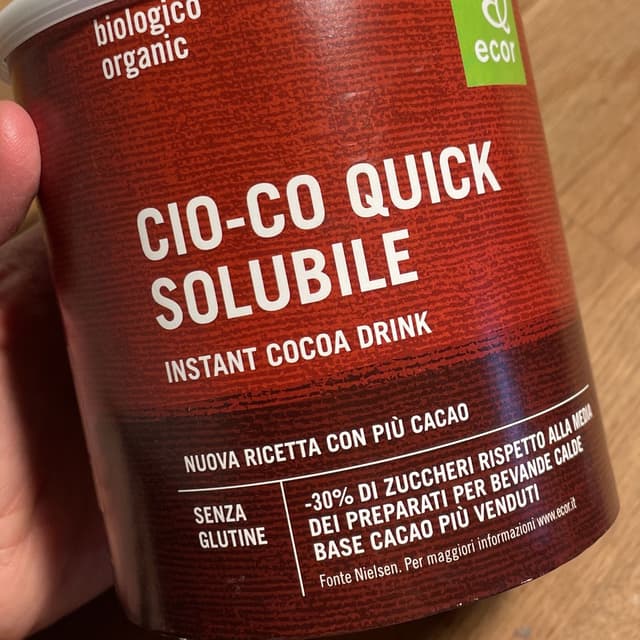 biologico
organic
ecor
CIO-CO QUICK
SOLUBILE
INSTANT COCOA DRINK
NUOVA RICETTA CON PIÙ CACAO
SENZA
GLUTINE
-30% DI ZUCCHERI RISPETTO ALLA MEDIA
DEI PREPARATI PER BEVANDE CALDE
BASE CACAO PIÙ VENDUTI
Fonte Nielsen. Per maggiori informazioni www.ecor.it